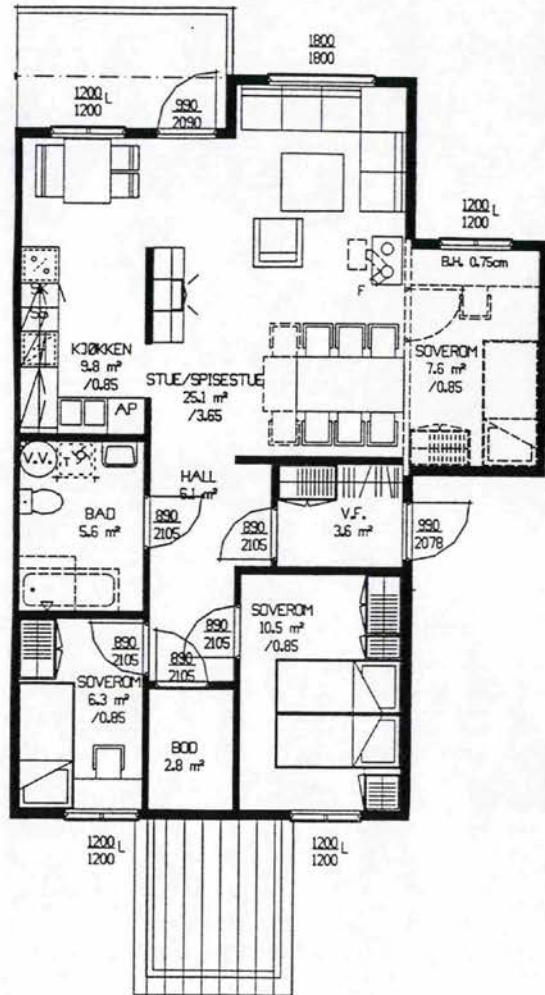 1800
1800
1200 L
1200
990
2090
1200 L
1200
B.H. 0.75cm
F
SK
SS
KJØKKEN
9.8 m²
/0.85
STUE/SPISESTUE
25.1 m²
/3.65
SOVEROM
7.6 m²
/0.85
AP
V.V.
T
HALL
6.1 m²
BAD
5.6 m²
890
2105
890
2105
V.F.
3.6 m²
990
2078
SOVEROM
10.5 m²
/0.85
890
2105
890
2105
890
2105
SOVEROM
6.3 m²
/0.85
BOD
2.8 m²
1200 L
1200
1200 L
1200